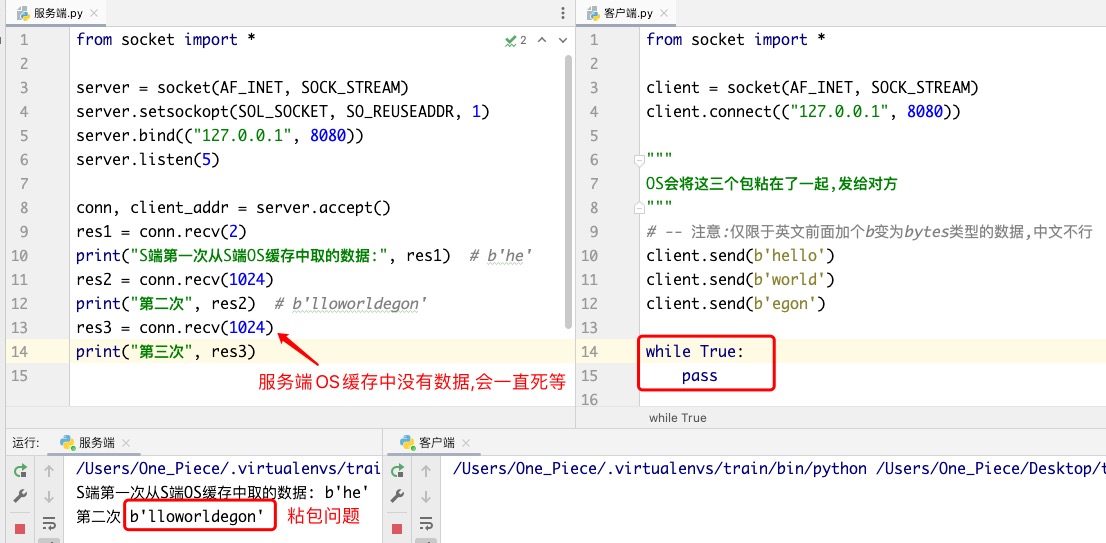 服务端.py
1 from socket import *
2
2
3 server = socket(AF_INET, SOCK_STREAM)
4 server.setsockopt(SOL_SOCKET, SO_REUSEADDR, 1)
5 server.bind(("127.0.0.1", 8080))
6 server.listen(5)
7
8 conn, client_addr = server.accept()
9 res1 = conn.recv(2)
10 print("S端第一次从S端OS缓存中取的数据:", res1)  # b'he'
11 res2 = conn.recv(1024)
12 print("第二次", res2)  # b'lloworldegon'
13 res3 = conn.recv(1024)
14 print("第三次", res3)
服务端OS缓存中没有数据,会一直死等
15
客户端.py
1 from socket import *
2
3 client = socket(AF_INET, SOCK_STREAM)
4 client.connect(("127.0.0.1", 8080))
5
6 """
7 OS会将这三个包粘在了一起,发给对方
8 """
9 # -- 注意:仅限于英文前面加个b变为bytes类型的数据,中文不行
10 client.send(b'hello')
11 client.send(b'world')
12 client.send(b'egon')
13
14 while True:
15     pass
16
while True
运行: 服务端
/Users/One_Piece/.virtualenvs/trai
S端第一次从S端OS缓存中取的数据: b'he'
第二次 b'lloworldegon' 粘包问题
客户端
/Users/One_Piece/.virtualenvs/train/bin/python /Users/One_Piece/Desktop/t